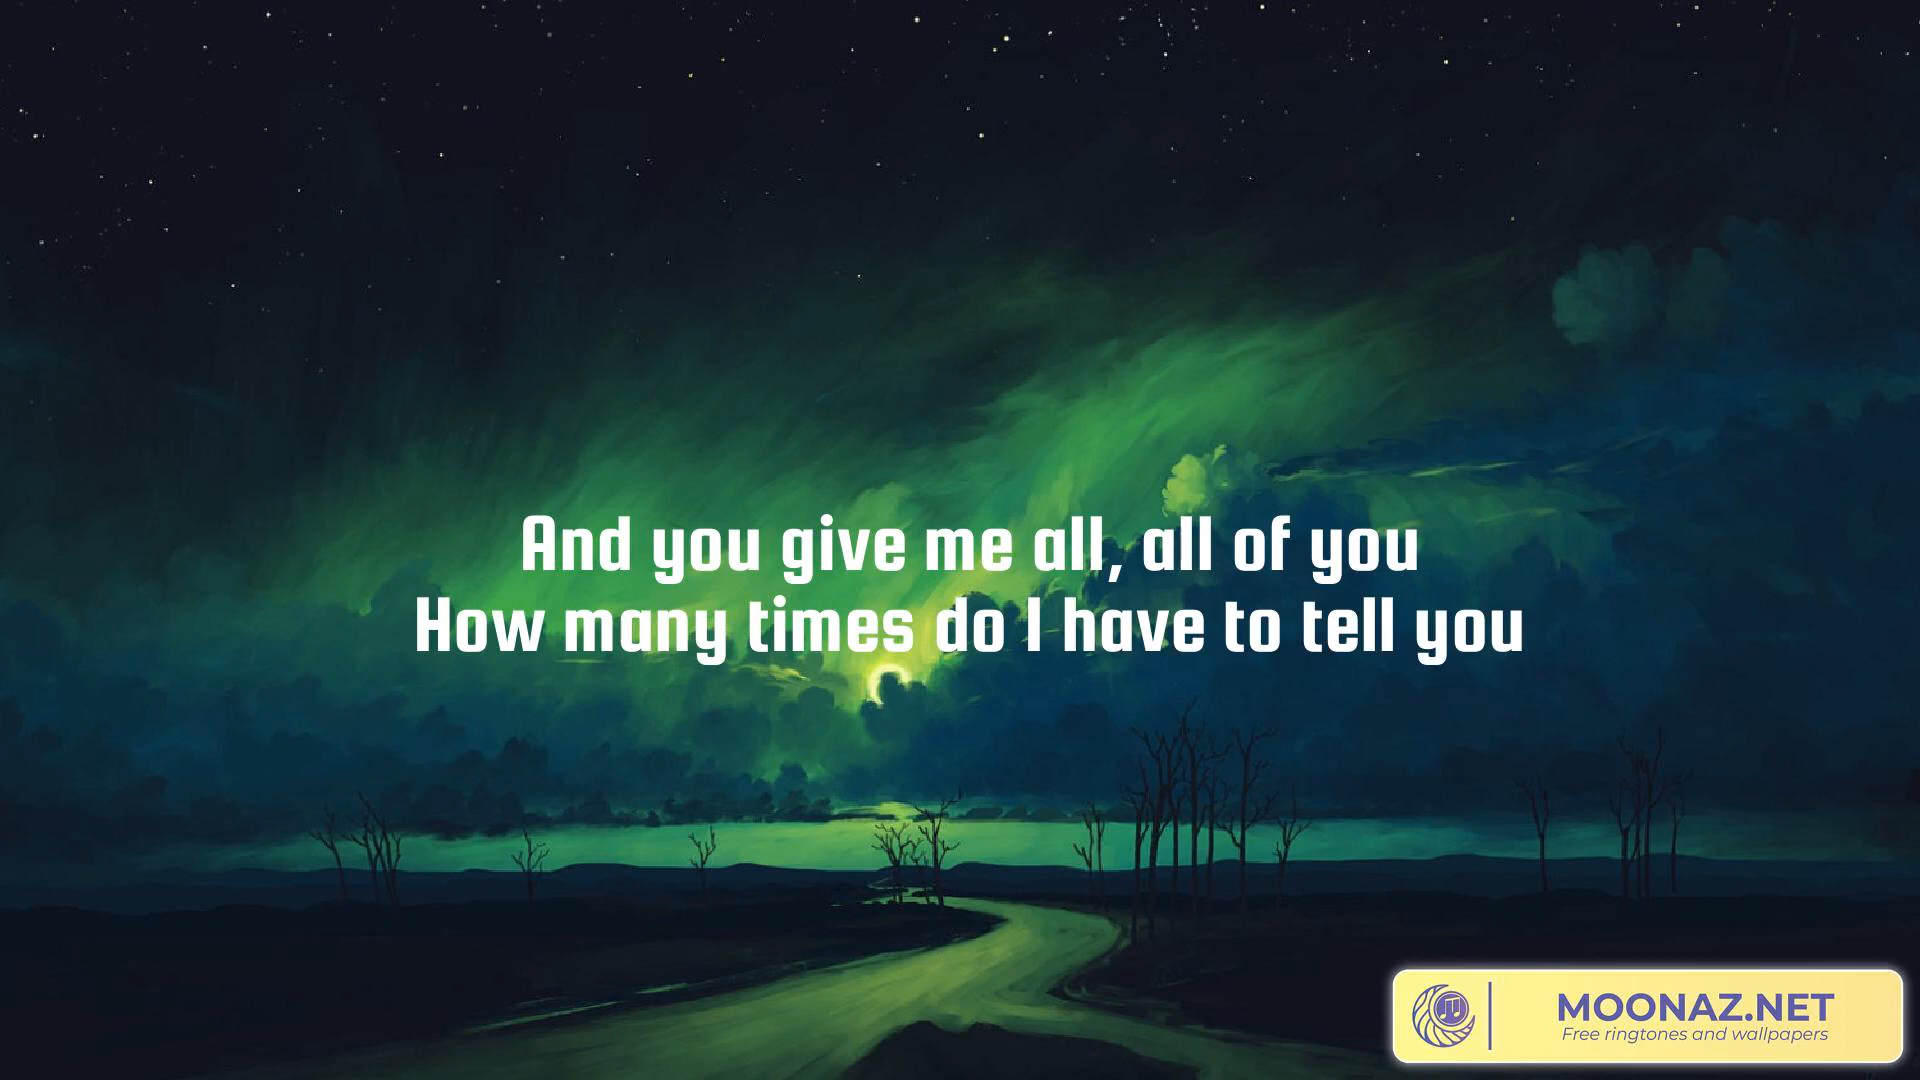 And you give me all, all of you
How many times do I have to tell you
MOONAZ.NET
Free ringtones and wallpapers